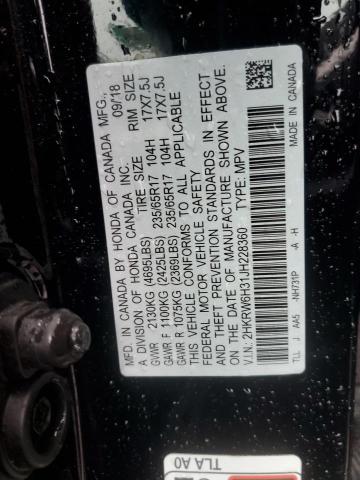 MFD. IN CANADA BY HONDA OF CANADA MFG.,
A DIVISION OF HONDA CANADA INC. 09/18
TIRE SIZE RIM SIZE
GVWR 2130KG (4695LBS)
GAWR F 1100KG (2425LBS) 235/65R17 104H 17X7.5J
GAWR R 1075KG (2369LBS) 235/65R17 104H 17X7.5J
THIS VEHICLE CONFORMS TO ALL APPLICABLE
FEDERAL MOTOR VEHICLE SAFETY
AND THEFT PREVENTION STANDARDS IN EFFECT
ON THE DATE OF MANUFACTURE SHOWN ABOVE.
V.I.N.: 2HKRW6H31JH228360 TYPE: MPV
TLL J AA5 -NH731P -A -H MADE IN CANADA
TLA A0